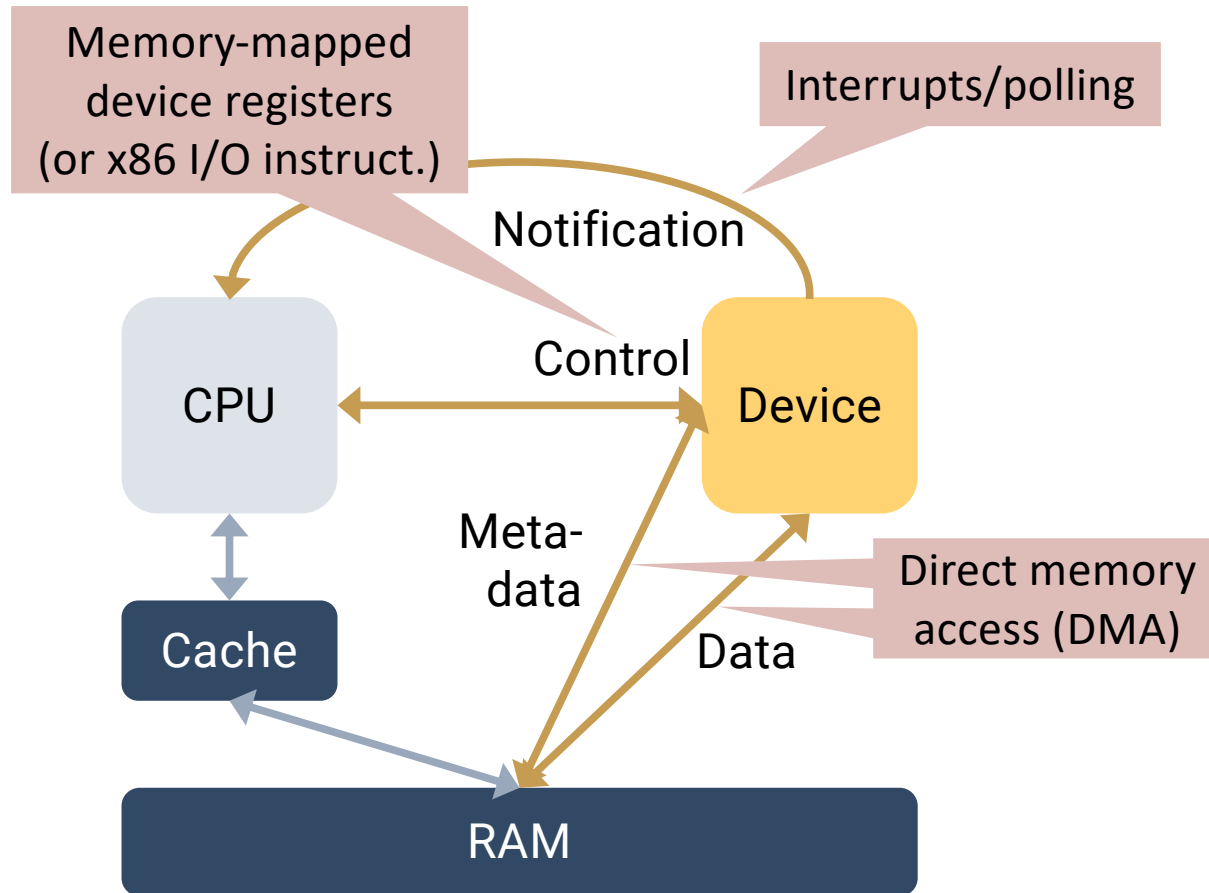 Memory-mapped
device registers
(or x86 I/O instruct.)
Interrupts/polling
Notification
Control
CPU
Device
Meta-
data
Direct memory
access (DMA)
Data
Cache
RAM